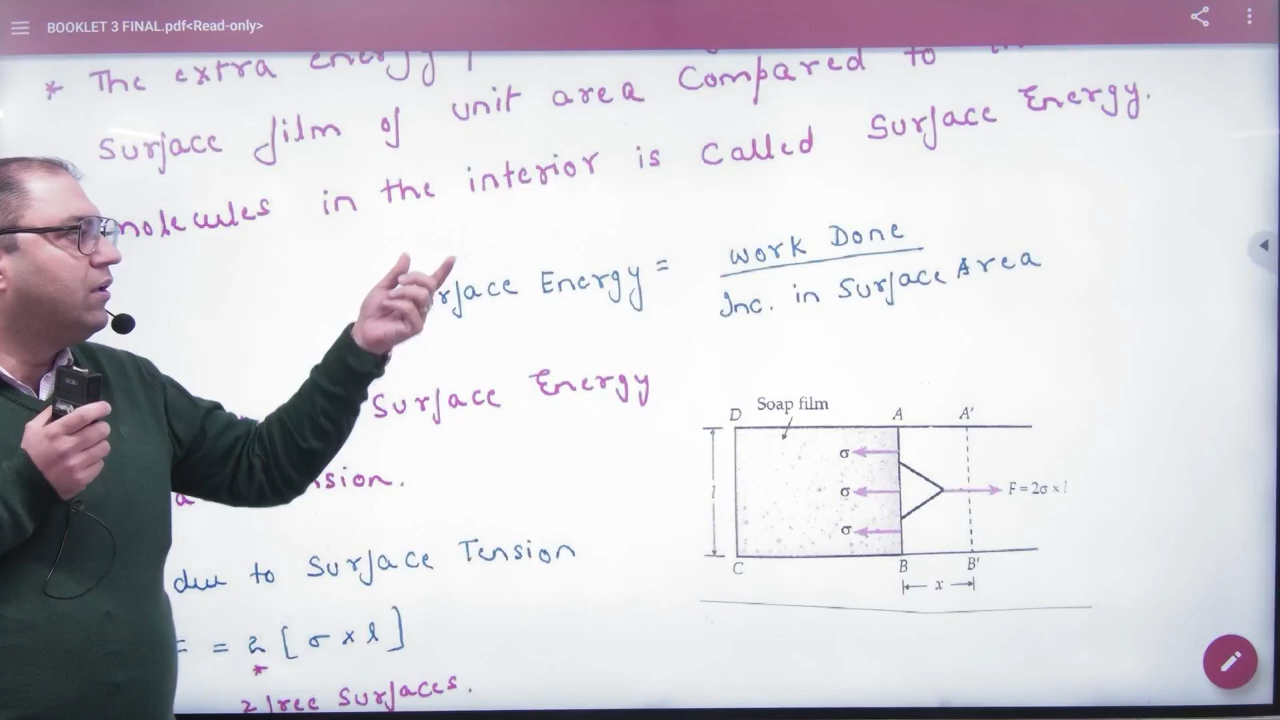 BOOKLET 3 FINAL.pdf<Read-only>
* The extra energy
surface film of unit area compared to
molecules in the interior is called Surface Energy.
rface Energy = Work Done
Inc. in Surface Area
Surface Energy
sion.
due to Surface Tension
= 2 [ σ × l ]
*
2 free surfaces.
Soap film
D A A'
σ
l σ F = 2σ × l
σ
C B B'
x